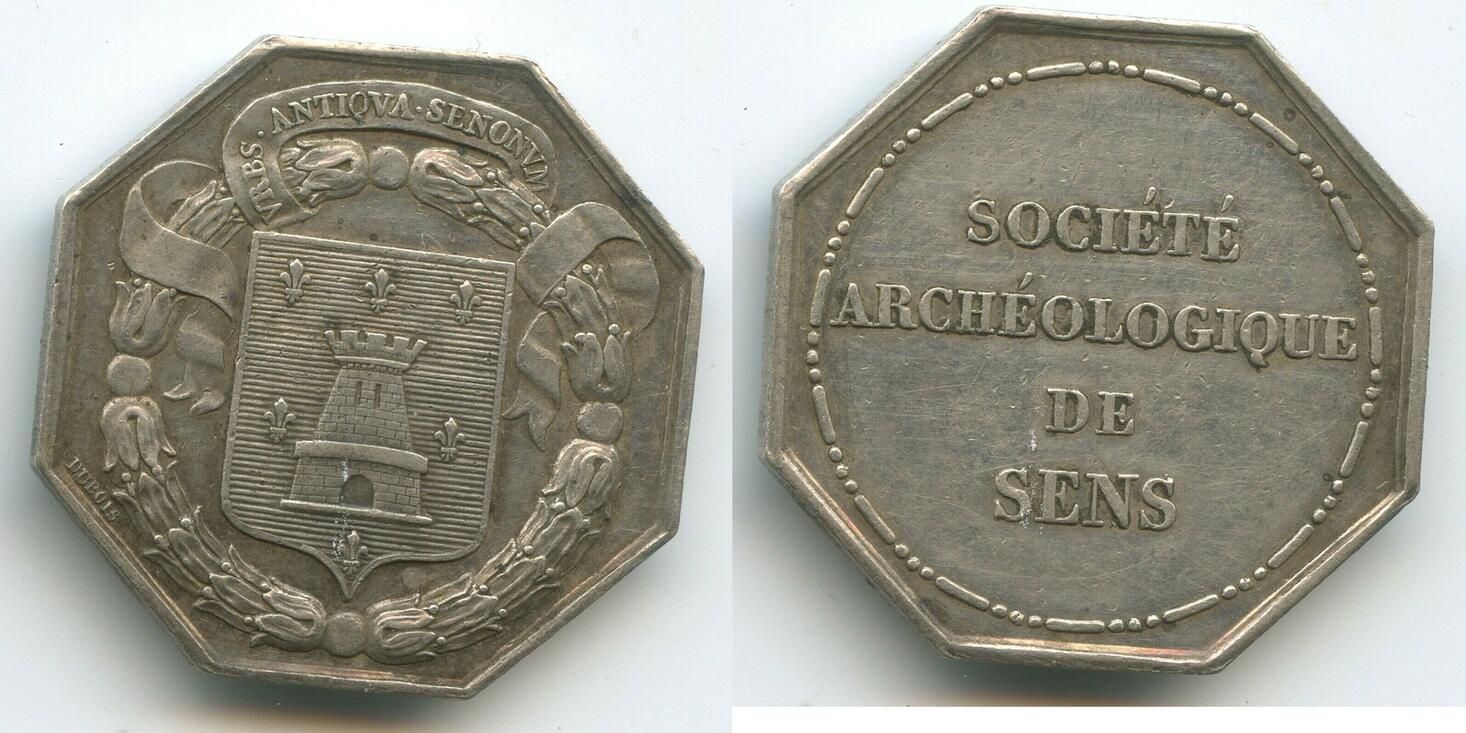 VRBS · ANTIQVA · SENONVM
DUBOIS
SOCIÉTÉ
ARCHÉOLOGIQUE
DE
SENS